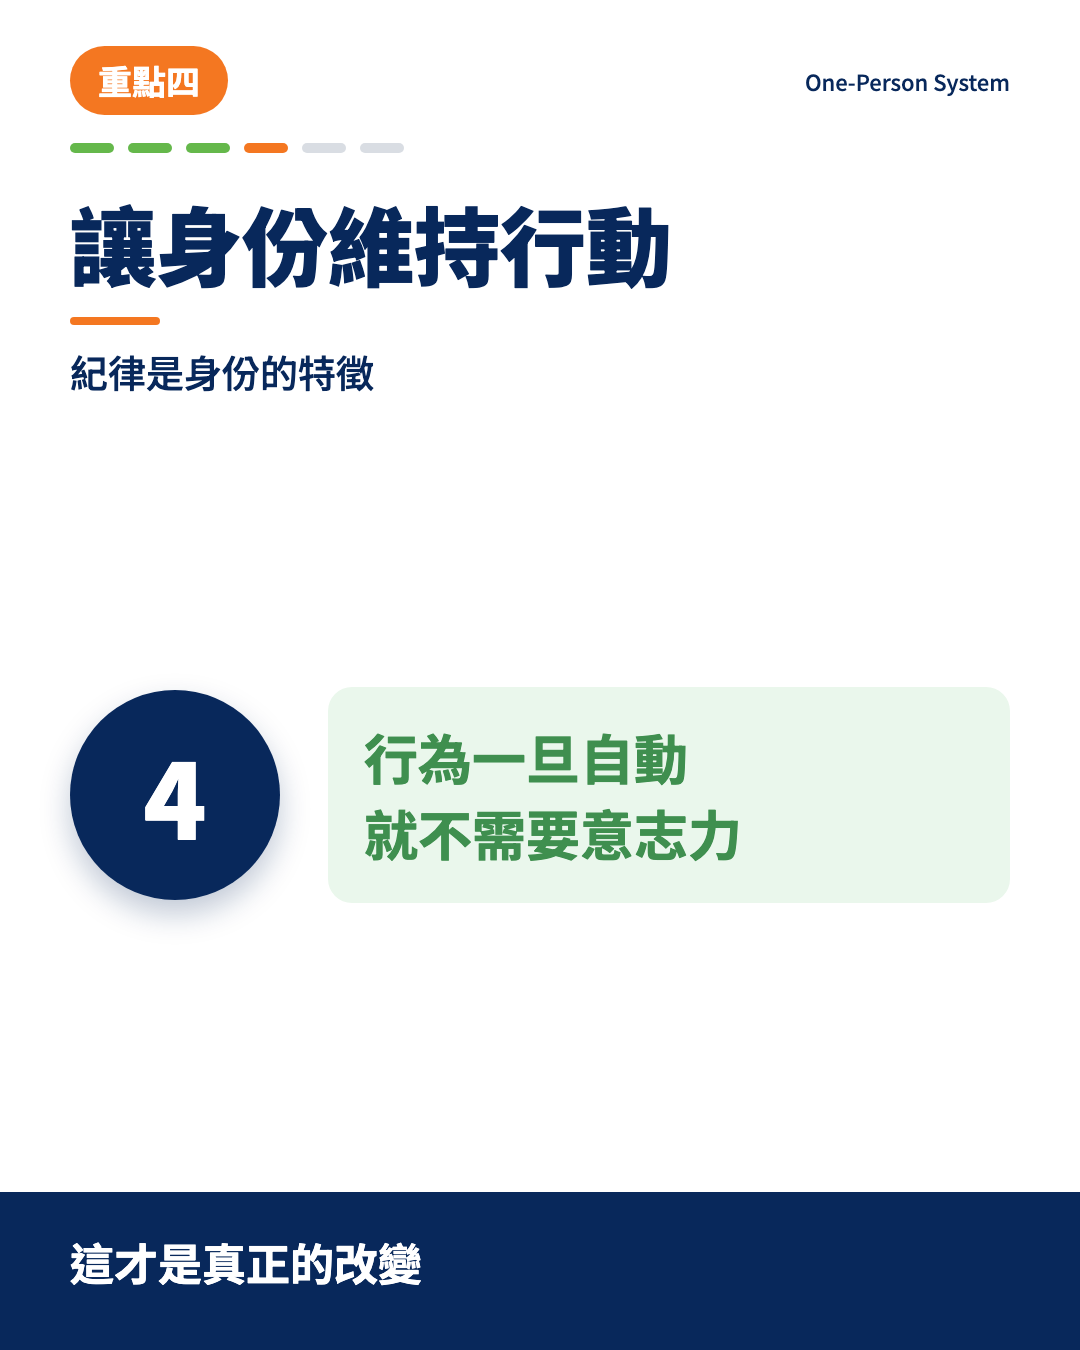 重點四
One-Person System
讓身份維持行動
紀律是身份的特徵
4
行為一旦自動
就不需要意志力
這才是真正的改變